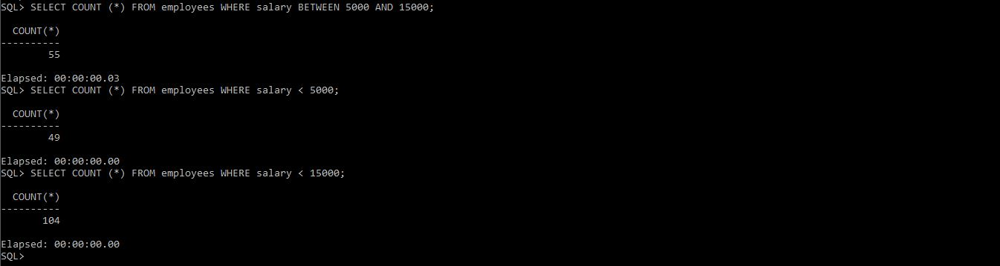 SQL> SELECT COUNT (*) FROM employees WHERE salary BETWEEN 5000 AND 15000;
COUNT(*)
----------
55
Elapsed: 00:00:00.03
SQL> SELECT COUNT (*) FROM employees WHERE salary < 5000;
COUNT(*)
----------
49
Elapsed: 00:00:00.00
SQL> SELECT COUNT (*) FROM employees WHERE salary < 15000;
COUNT(*)
----------
104
Elapsed: 00:00:00.00
SQL>